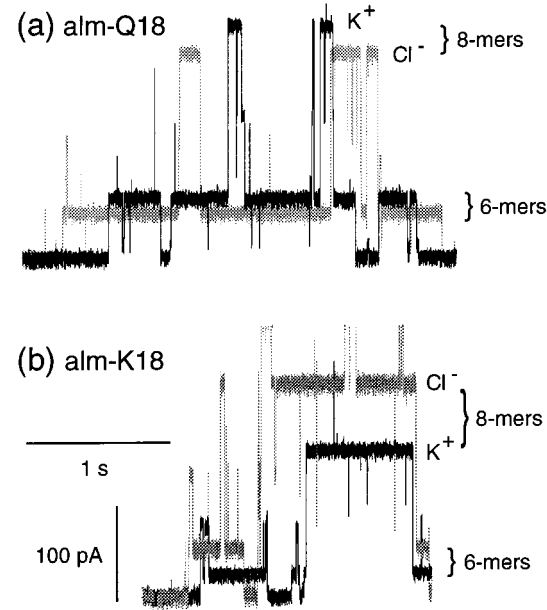 (a) alm-Q18
K+
Cl-
} 8-mers
} 6-mers
(b) alm-K18
Cl-
} 8-mers
K+
1 s
100 pA
} 6-mers